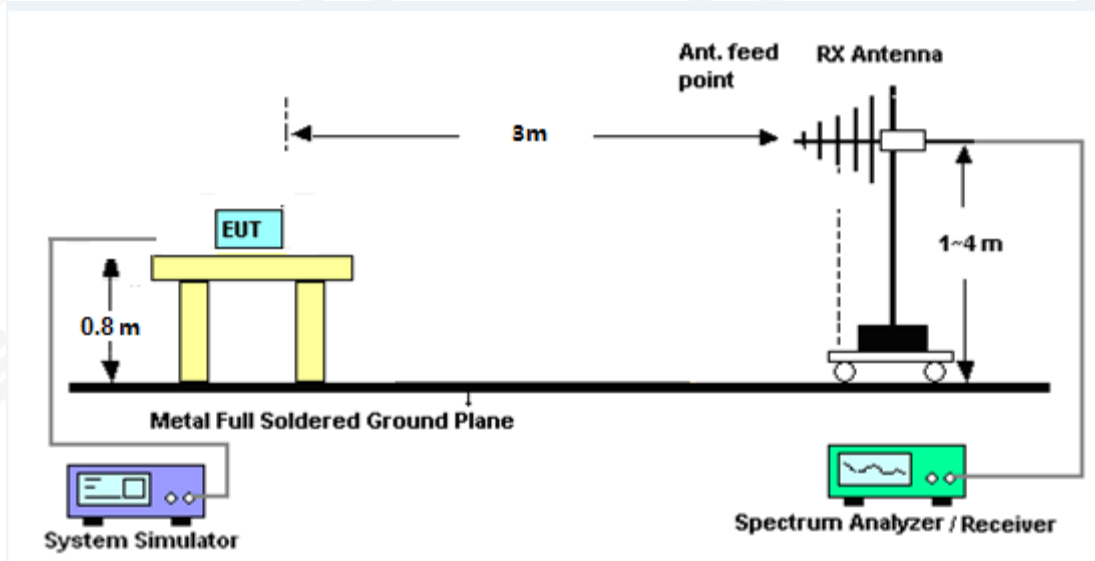 Ant. feed
point
RX Antenna
3m
EUT
1~4 m
0.8 m
Metal Full Soldered Ground Plane
System Simulator
Spectrum Analyzer / Receiver